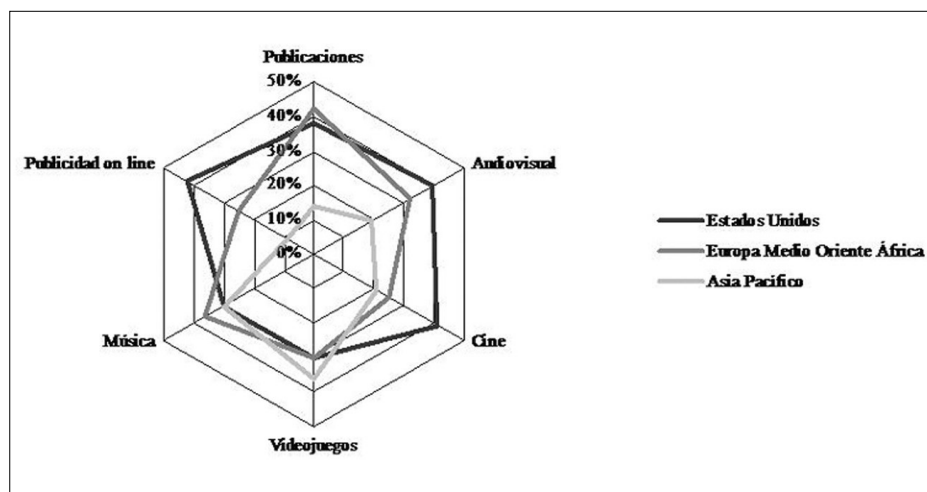 Publicaciones
50%
40%
Publicidad on line
30%
Audiovisual
20%
10%
0%
Música
Cine
Videojuegos
Estados Unidos
Europa Medio Oriente África
Asia Pacifico